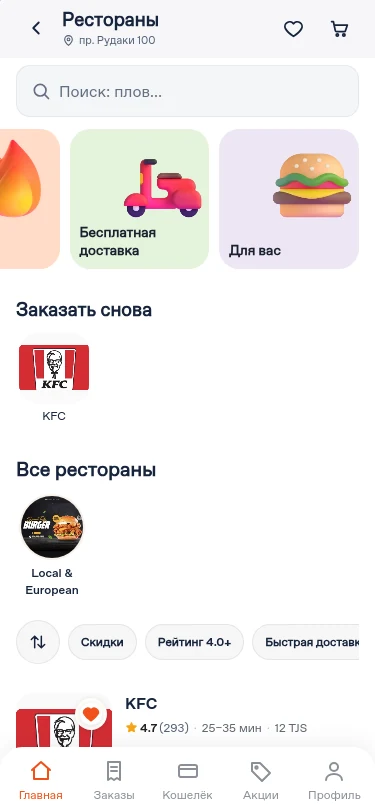 Рестораны
пр. Рудаки 100
Поиск: плов...
Бесплатная
доставка
Для вас
Заказать снова
KFC
KFC
Все рестораны
BURGER
Local &
European
Скидки
Рейтинг 4.0+
Быстрая доставк
KFC
4.7 (293) · 25–35 мин · 12 TJS
Главная
Заказы
Кошелёк
Акции
Профиль